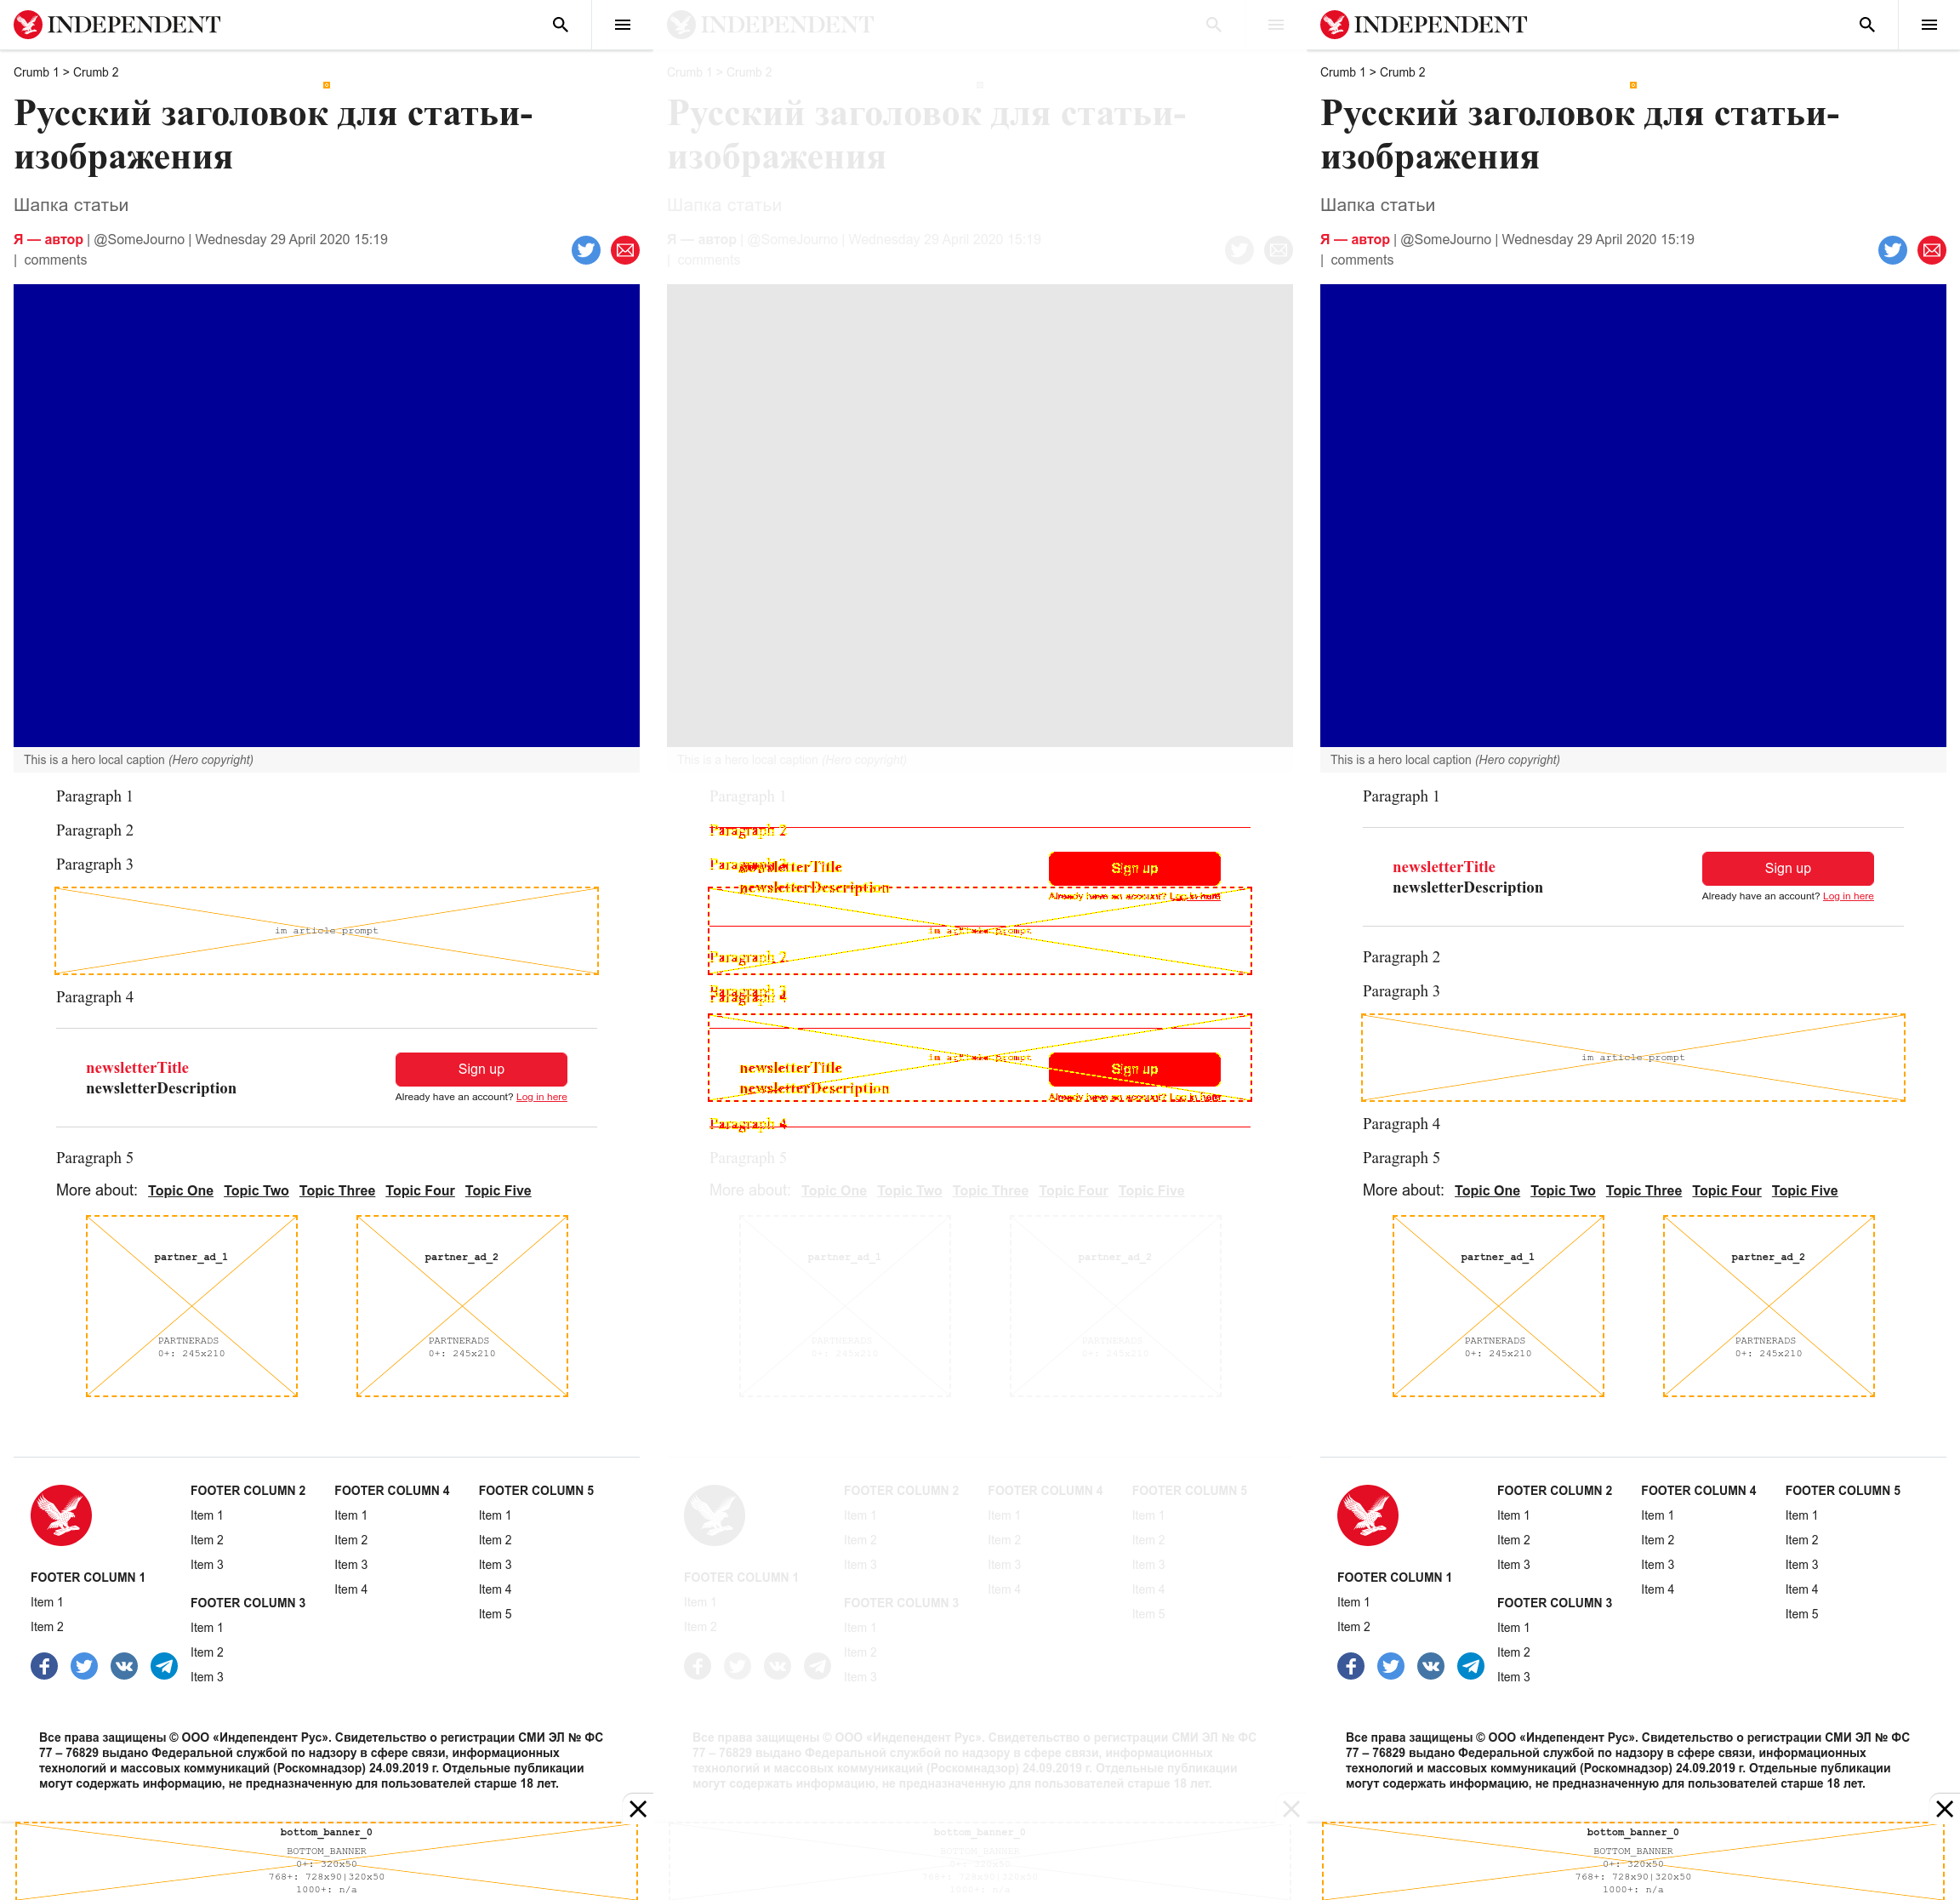 INDEPENDENT
Crumb 1 > Crumb 2
Русский заголовок для статьи-
изображения
Шапка статьи
Я — автор | @SomeJourno | Wednesday 29 April 2020 15:19
| comments
This is a hero local caption (Hero copyright)
Paragraph 1
Paragraph 2
Paragraph 3
im article prompt
Paragraph 4
newsletterTitle
newsletterDescription
Sign up
Already have an account? Log in here
Paragraph 5
More about: Topic One Topic Two Topic Three Topic Four Topic Five
partner_ad_1
PARTNERADS
0+: 245x210
partner_ad_2
PARTNERADS
0+: 245x210
FOOTER COLUMN 1
Item 1
Item 2
FOOTER COLUMN 2
Item 1
Item 2
Item 3
FOOTER COLUMN 3
Item 1
Item 2
Item 3
FOOTER COLUMN 4
Item 1
Item 2
Item 3
Item 4
FOOTER COLUMN 5
Item 1
Item 2
Item 3
Item 4
Item 5
Все права защищены © ООО «Индепендент Рус». Свидетельство о регистрации СМИ ЭЛ № ФС
77 – 76829 выдано Федеральной службой по надзору в сфере связи, информационных
технологий и массовых коммуникаций (Роскомнадзор) 24.09.2019 г. Отдельные публикации
могут содержать информацию, не предназначенную для пользователей старше 18 лет.
bottom_banner_0
BOTTOM_BANNER
0+: 320x50
768+: 728x90|320x50
1000+: n/a
INDEPENDENT
Crumb 1 > Crumb 2
Русский заголовок для статьи-
изображения
Шапка статьи
Я — автор | @SomeJourno | Wednesday 29 April 2020 15:19
| comments
This is a hero local caption (Hero copyright)
Paragraph 1
Paragraph 2
newsletterTitle
newsletterDescription
Sign up
Already have an account? Log in here
im article prompt
Paragraph 2
im article prompt
newsletterTitle
newsletterDescription
Sign up
Already have an account? Log in here
Paragraph 4
Paragraph 5
More about: Topic One Topic Two Topic Three Topic Four Topic Five
partner_ad_1
PARTNERADS
0+: 245x210
partner_ad_2
PARTNERADS
0+: 245x210
FOOTER COLUMN 1
Item 1
Item 2
FOOTER COLUMN 2
Item 1
Item 2
Item 3
FOOTER COLUMN 3
Item 1
Item 2
Item 3
FOOTER COLUMN 4
Item 1
Item 2
Item 3
Item 4
FOOTER COLUMN 5
Item 1
Item 2
Item 3
Item 4
Item 5
Все права защищены © ООО «Индепендент Рус». Свидетельство о регистрации СМИ ЭЛ № ФС
77 – 76829 выдано Федеральной службой по надзору в сфере связи, информационных
технологий и массовых коммуникаций (Роскомнадзор) 24.09.2019 г. Отдельные публикации
могут содержать информацию, не предназначенную для пользователей старше 18 лет.
bottom_banner_0
BOTTOM_BANNER
0+: 320x50
768+: 728x90|320x50
1000+: n/a
INDEPENDENT
Crumb 1 > Crumb 2
Русский заголовок для статьи-
изображения
Шапка статьи
Я — автор | @SomeJourno | Wednesday 29 April 2020 15:19
| comments
This is a hero local caption (Hero copyright)
Paragraph 1
newsletterTitle
newsletterDescription
Sign up
Already have an account? Log in here
Paragraph 2
Paragraph 3
im article prompt
Paragraph 4
Paragraph 5
More about: Topic One Topic Two Topic Three Topic Four Topic Five
partner_ad_1
PARTNERADS
0+: 245x210
partner_ad_2
PARTNERADS
0+: 245x210
FOOTER COLUMN 1
Item 1
Item 2
FOOTER COLUMN 2
Item 1
Item 2
Item 3
FOOTER COLUMN 3
Item 1
Item 2
Item 3
FOOTER COLUMN 4
Item 1
Item 2
Item 3
Item 4
FOOTER COLUMN 5
Item 1
Item 2
Item 3
Item 4
Item 5
Все права защищены © ООО «Индепендент Рус». Свидетельство о регистрации СМИ ЭЛ № ФС
77 – 76829 выдано Федеральной службой по надзору в сфере связи, информационных
технологий и массовых коммуникаций (Роскомнадзор) 24.09.2019 г. Отдельные публикации
могут содержать информацию, не предназначенную для пользователей старше 18 лет.
bottom_banner_0
BOTTOM_BANNER
0+: 320x50
768+: 728x90|320x50
1000+: n/a